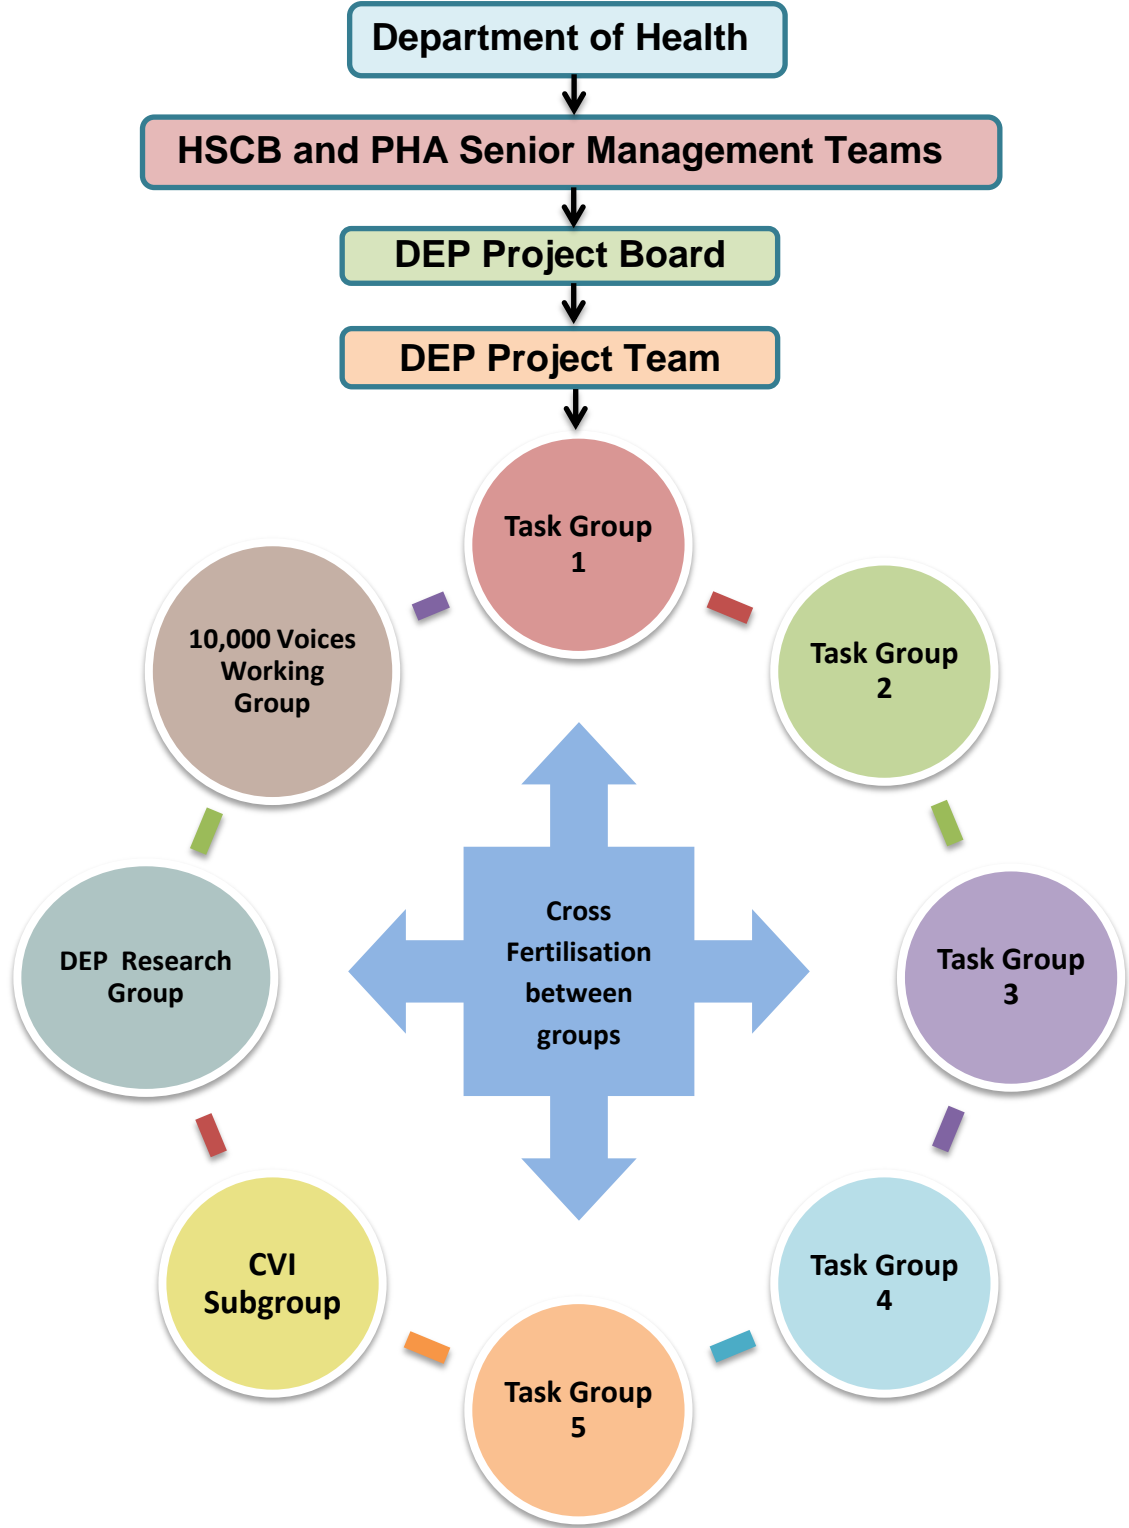 Department of Health
HSCB and PHA Senior Management Teams
DEP Project Board
DEP Project Team
Task Group
1
10,000 Voices
Working
Group
Task Group
2
Cross
Fertilisation
between
groups
DEP Research
Group
Task Group
3
CVI
Subgroup
Task Group
4
Task Group
5